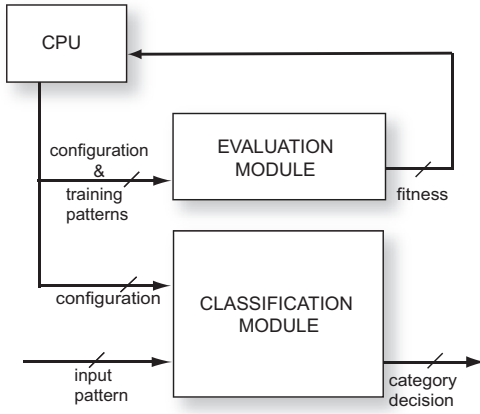 CPU
configuration
&
training
patterns
EVALUATION
MODULE
fitness
configuration
CLASSIFICATION
MODULE
input
pattern
category
decision